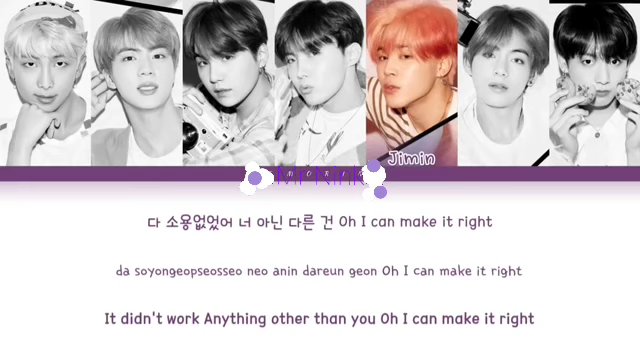 Jimin
다 소용없었어 너 아닌 다른 건 Oh I can make it right
da soyongeopseosseo neo anin dareun geon Oh I can make it right
It didn't work Anything other than you Oh I can make it right